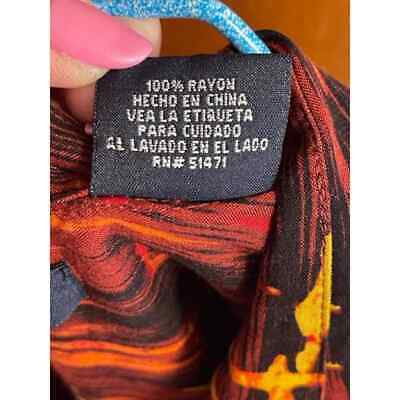 100% RAYON
HECHO EN CHINA
VEA LA ETIQUETA
PARA CUIDADO
AL LAVADO EN EL LADO
RN# 51471